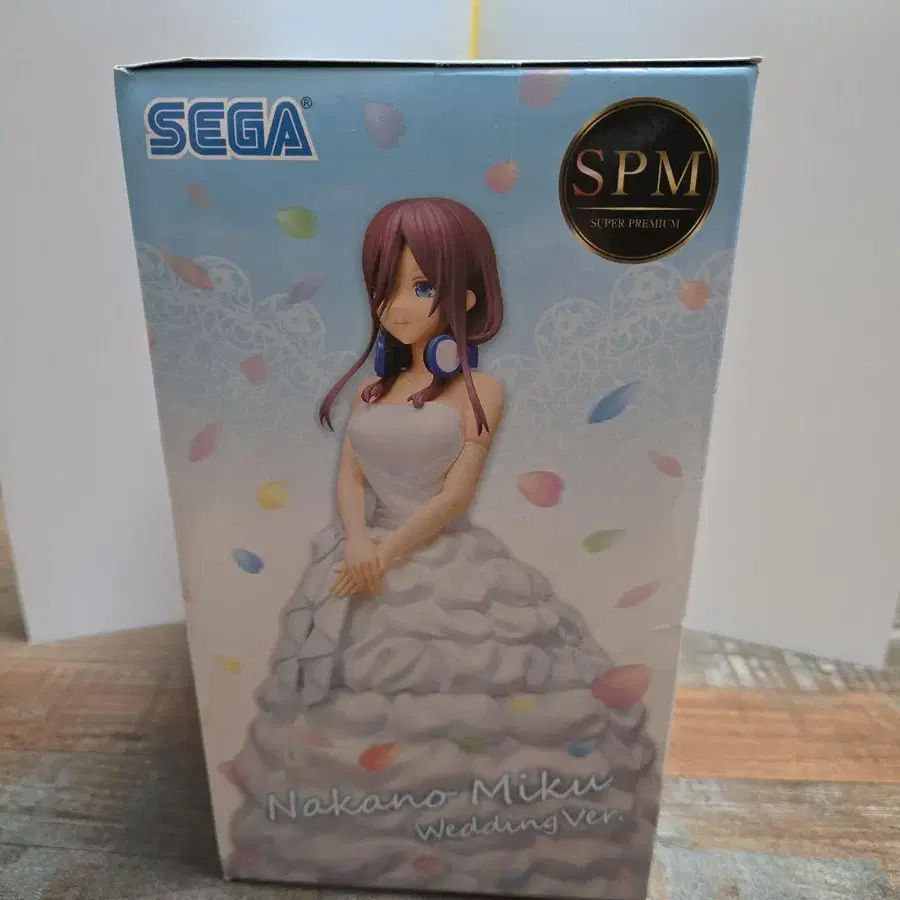 SEGA®
SPM
SUPER PREMIUM
Nakano Miku
Wedding Ver.